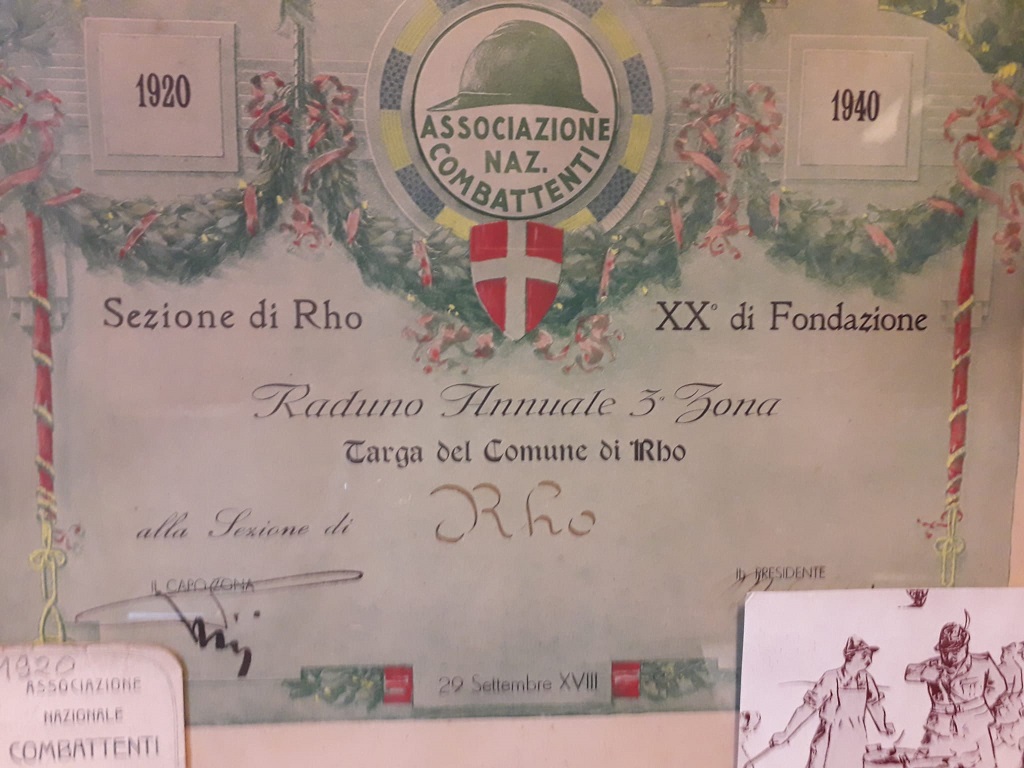 1920
1940
ASSOCIAZIONE
NAZ.
COMBATTENTI
Sezione di Rho
XX° di Fondazione
Raduno Annuale 3ª Zona
Targa del Comune di Rho
alla Sezione di Rho
IL CAPO ZONA
IL PRESIDENTE
29 Settembre XVIII
1920
ASSOCIAZIONE
NAZIONALE
COMBATTENTI